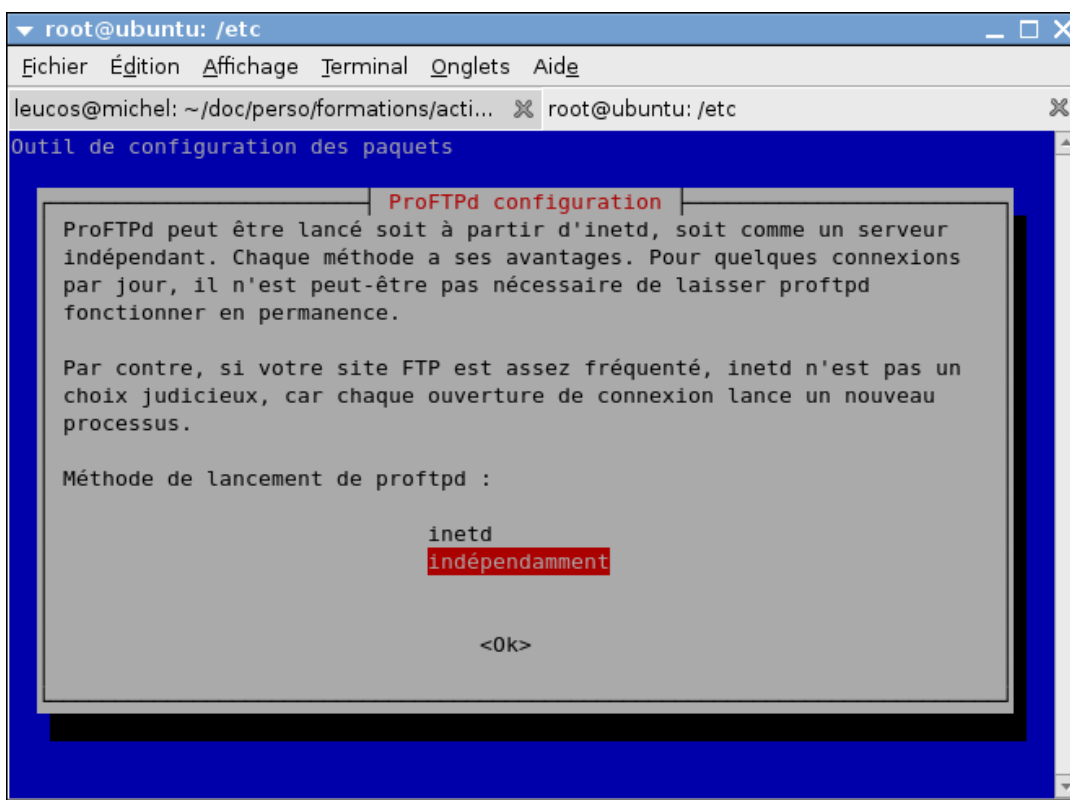 root@ubuntu: /etc
Fichier Édition Affichage Terminal Onglets Aide
leucos@michel: ~/doc/perso/formations/acti... root@ubuntu: /etc
Outil de configuration des paquets
ProFTPd configuration
ProFTPd peut être lancé soit à partir d'inetd, soit comme un serveur
indépendant. Chaque méthode a ses avantages. Pour quelques connexions
par jour, il n'est peut-être pas nécessaire de laisser proftpd
fonctionner en permanence.
Par contre, si votre site FTP est assez fréquenté, inetd n'est pas un
choix judicieux, car chaque ouverture de connexion lance un nouveau
processus.
Méthode de lancement de proftpd :
inetd
indépendamment
<Ok>